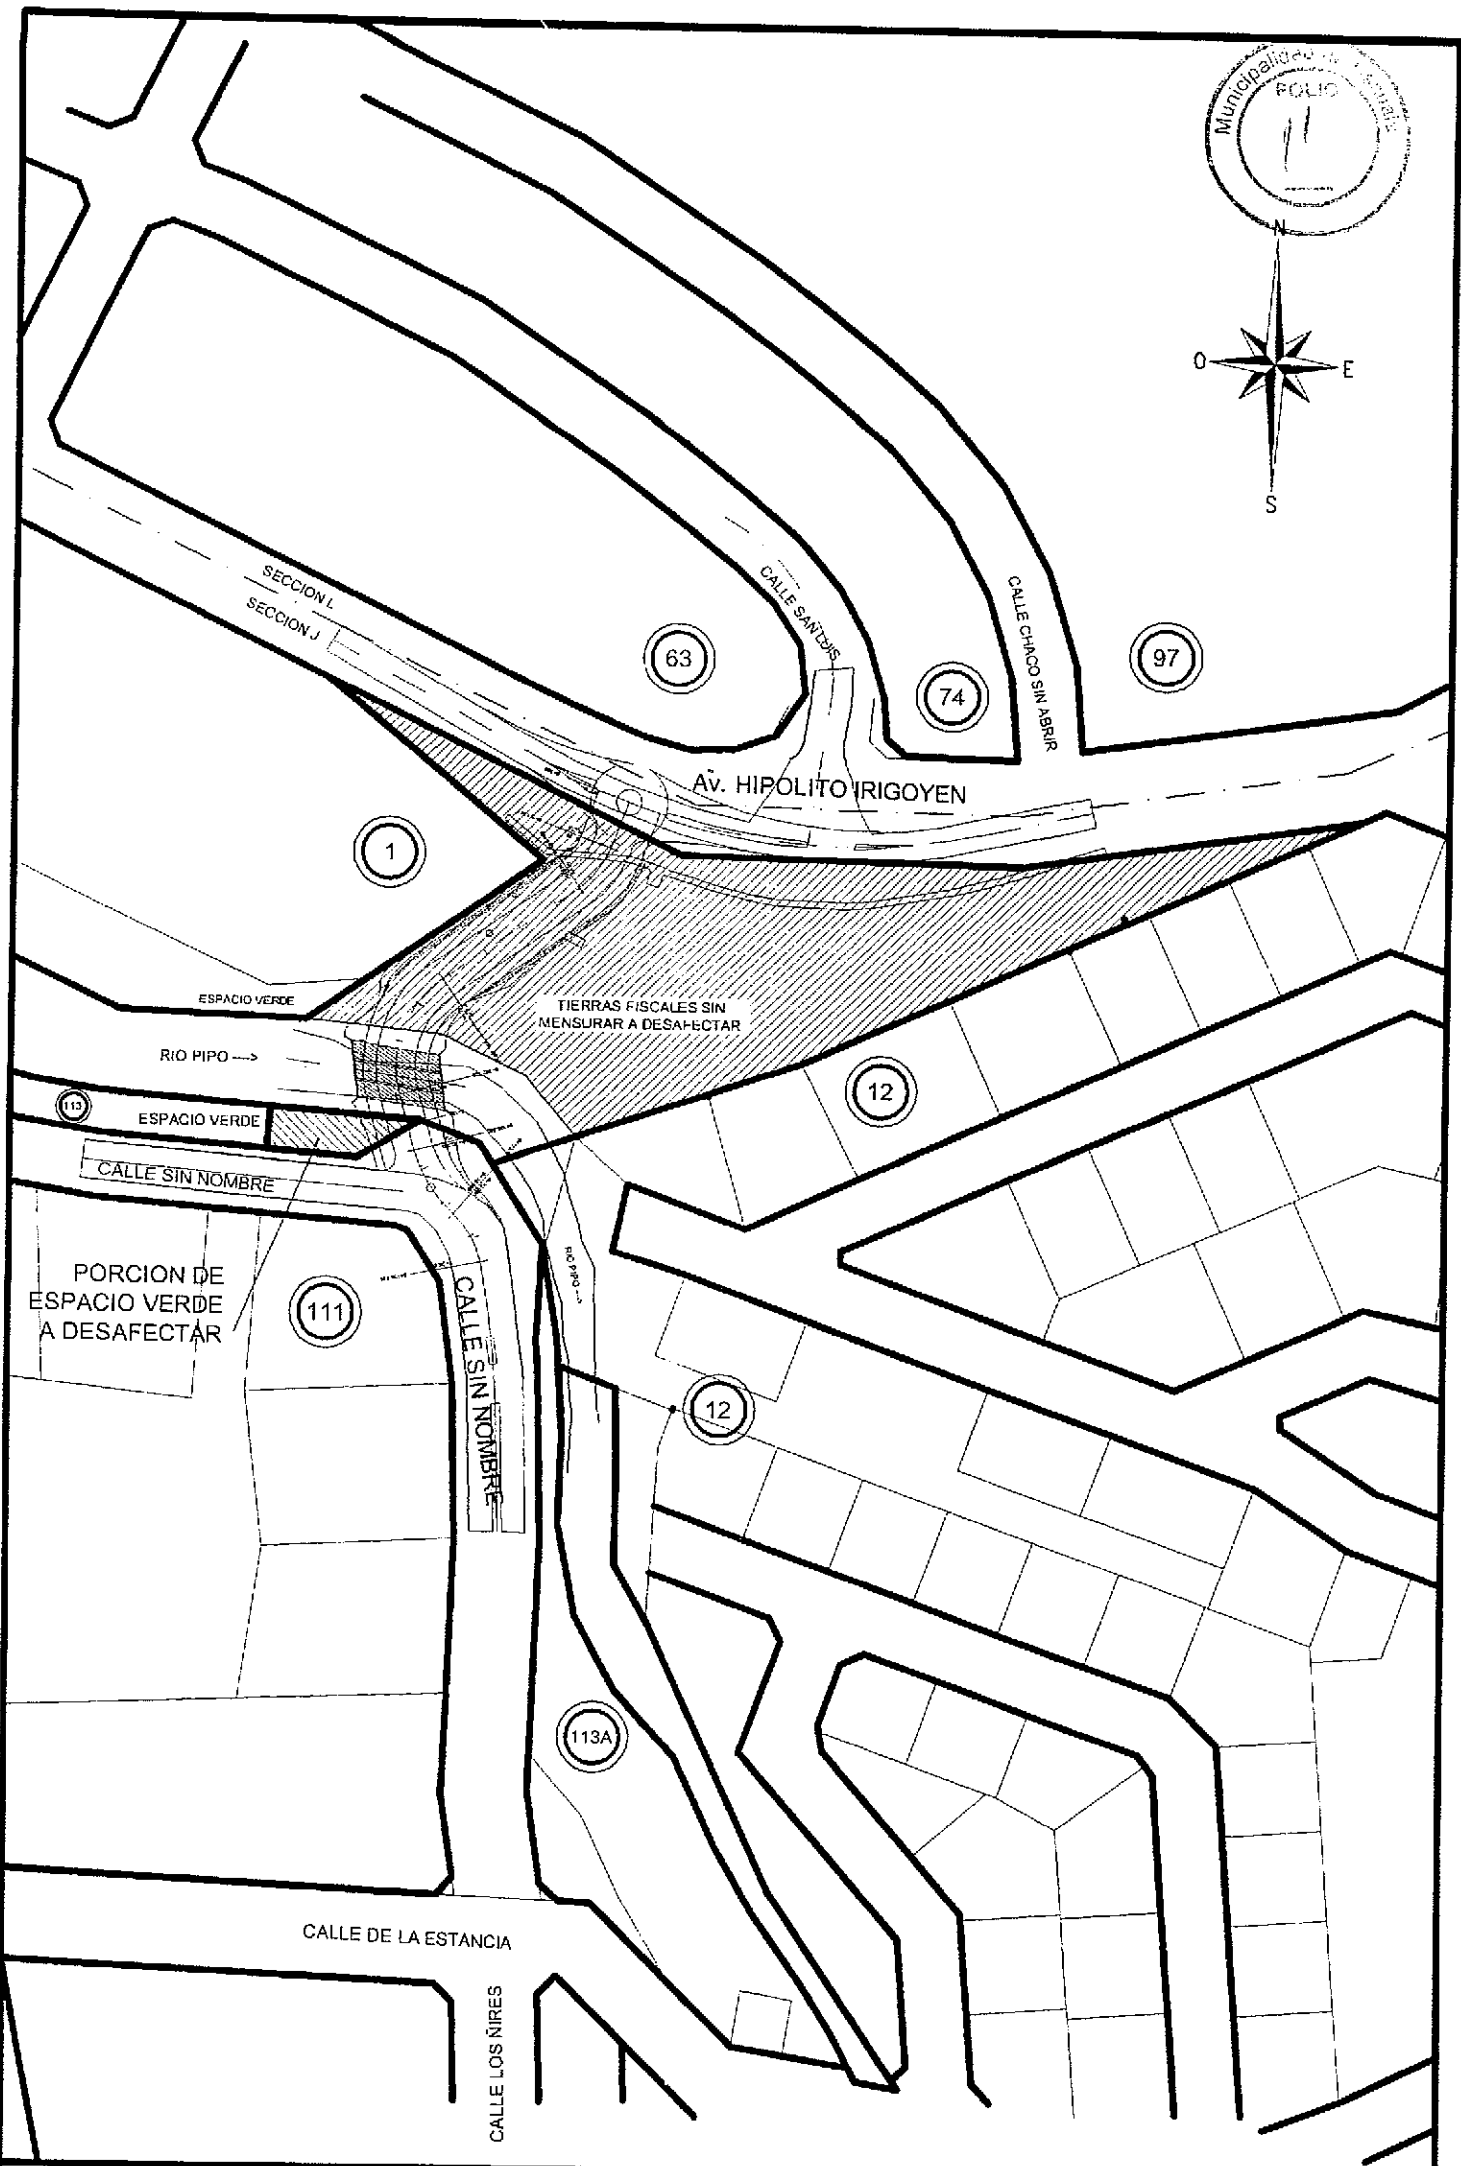 Municipalidad
FOLIO
11
N
O
E
S
SECCION L
SECCION J
CALLE SAN LUIS
CALLE CHACO SIN ABRIR
63
74
97
Av. HIPOLITO IRIGOYEN
1
ESPACIO VERDE
TIERRAS FISCALES SIN
MENSURAR A DESAFECTAR
RIO PIPO -->
12
113
ESPACIO VERDE
CALLE SIN NOMBRE
RIO PIPO -->
PORCION DE
ESPACIO VERDE
A DESAFECTAR
111
CALLE SIN NOMBRE
12
113A
CALLE DE LA ESTANCIA
CALLE LOS ÑIRES